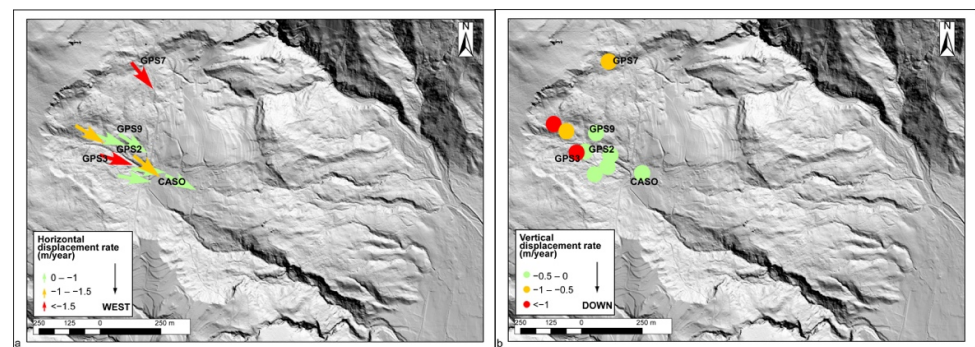 N
GPS7
GPS9
GPS2
GPS3
CASO
Horizontal
displacement rate
(m/year)
0 – −1
−1 – −1.5
<−1.5
WEST
250 125 0 250 m
a
N
GPS7
GPS9
GPS2
GPS3
CASO
Vertical
displacement rate
(m/year)
−0.5 – 0
−1 – −0.5
<−1
DOWN
250 125 0 250 m
b